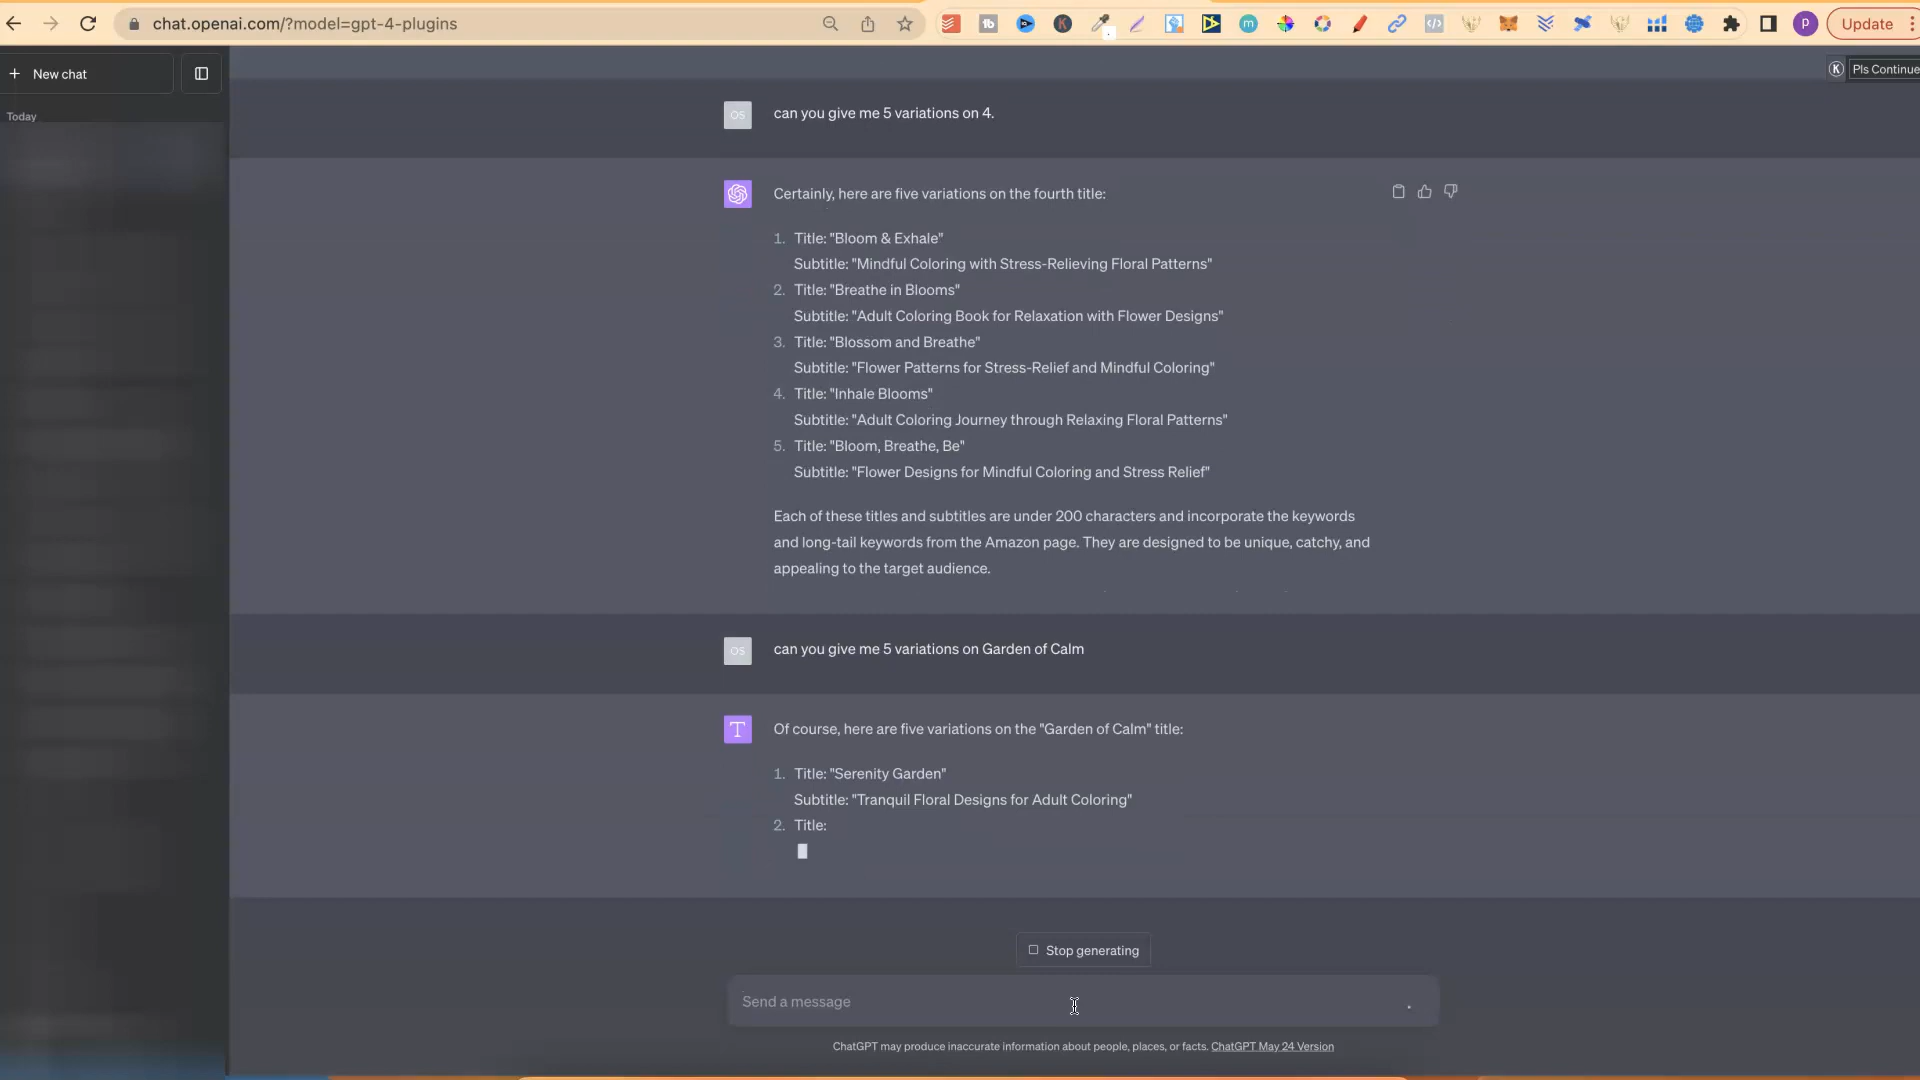 chat.openai.com/?model=gpt-4-plugins
Update
New chat
Today
Pls Continue
OS
can you give me 5 variations on 4.
Certainly, here are five variations on the fourth title:
1. Title: "Bloom & Exhale"
Subtitle: "Mindful Coloring with Stress-Relieving Floral Patterns"
2. Title: "Breathe in Blooms"
Subtitle: "Adult Coloring Book for Relaxation with Flower Designs"
3. Title: "Blossom and Breathe"
Subtitle: "Flower Patterns for Stress-Relief and Mindful Coloring"
4. Title: "Inhale Blooms"
Subtitle: "Adult Coloring Journey through Relaxing Floral Patterns"
5. Title: "Bloom, Breathe, Be"
Subtitle: "Flower Designs for Mindful Coloring and Stress Relief"
Each of these titles and subtitles are under 200 characters and incorporate the keywords
and long-tail keywords from the Amazon page. They are designed to be unique, catchy, and
appealing to the target audience.
OS
can you give me 5 variations on Garden of Calm
T
Of course, here are five variations on the "Garden of Calm" title:
1. Title: "Serenity Garden"
Subtitle: "Tranquil Floral Designs for Adult Coloring"
2. Title:
Stop generating
Send a message
ChatGPT may produce inaccurate information about people, places, or facts. ChatGPT May 24 Version